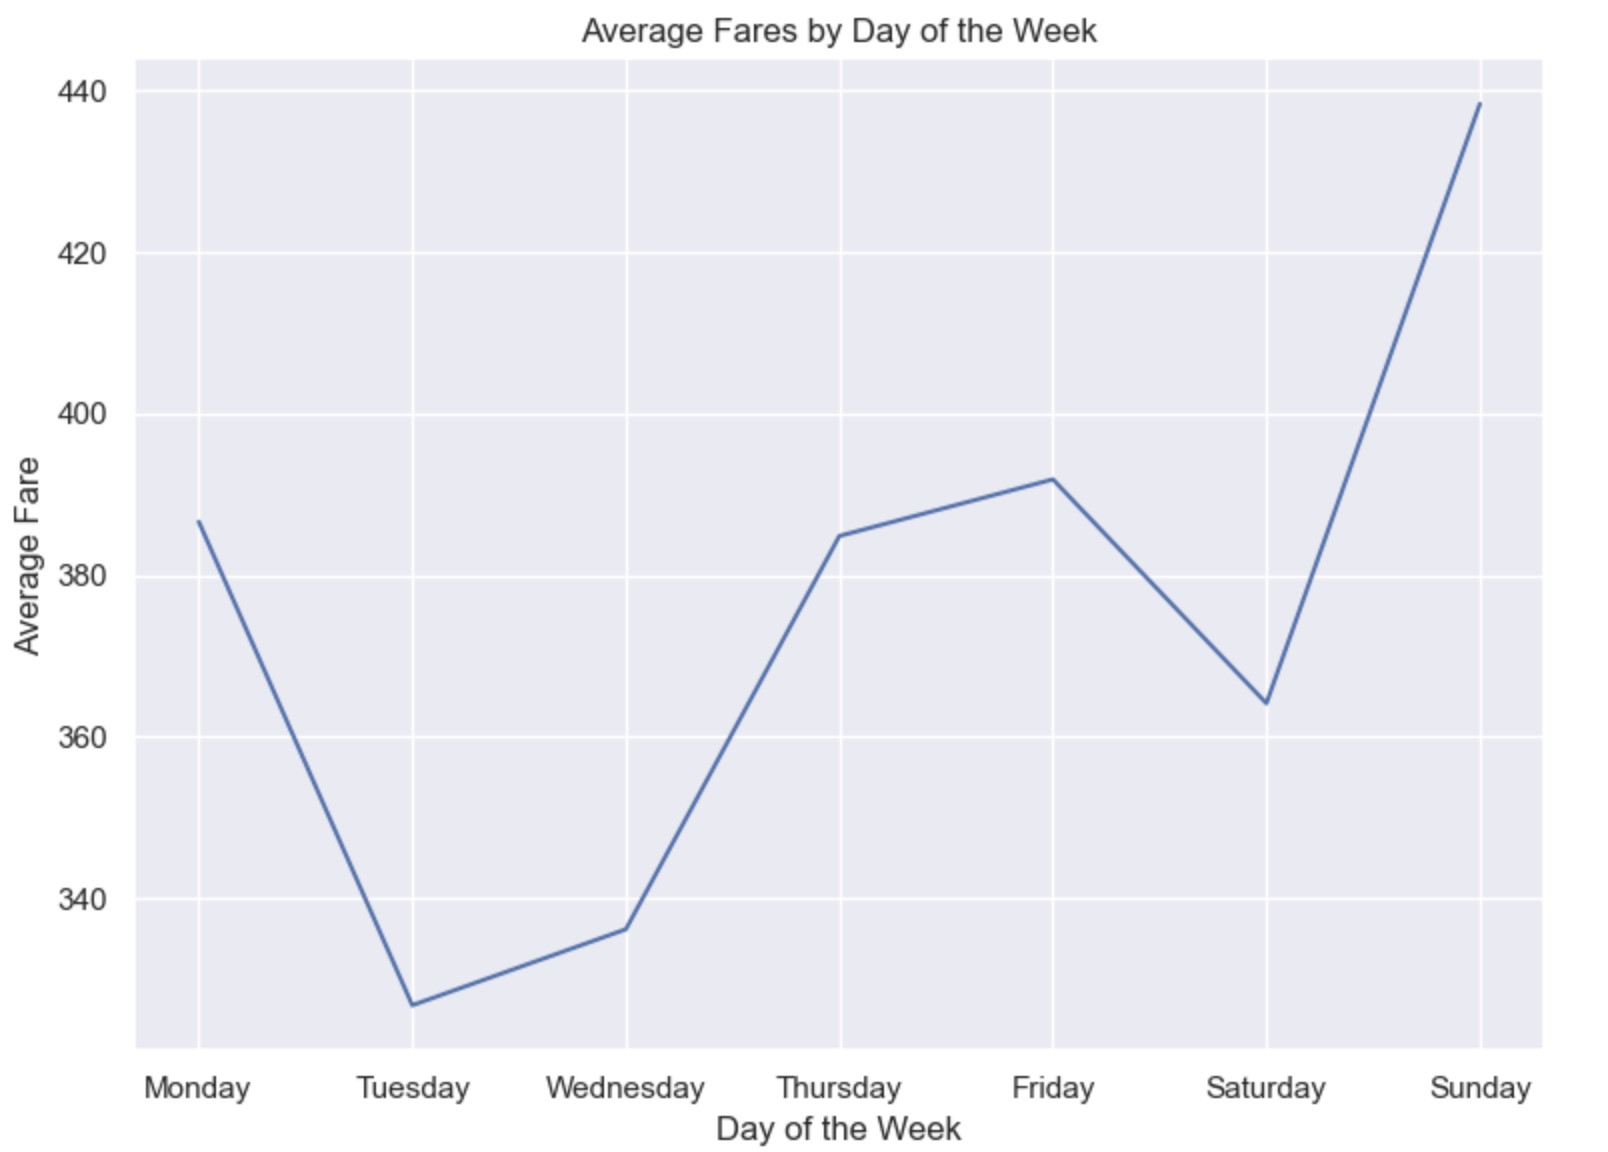 Average Fares by Day of the Week
440
420
400
380
360
340
Average Fare
Monday Tuesday Wednesday Thursday Friday Saturday Sunday
Day of the Week